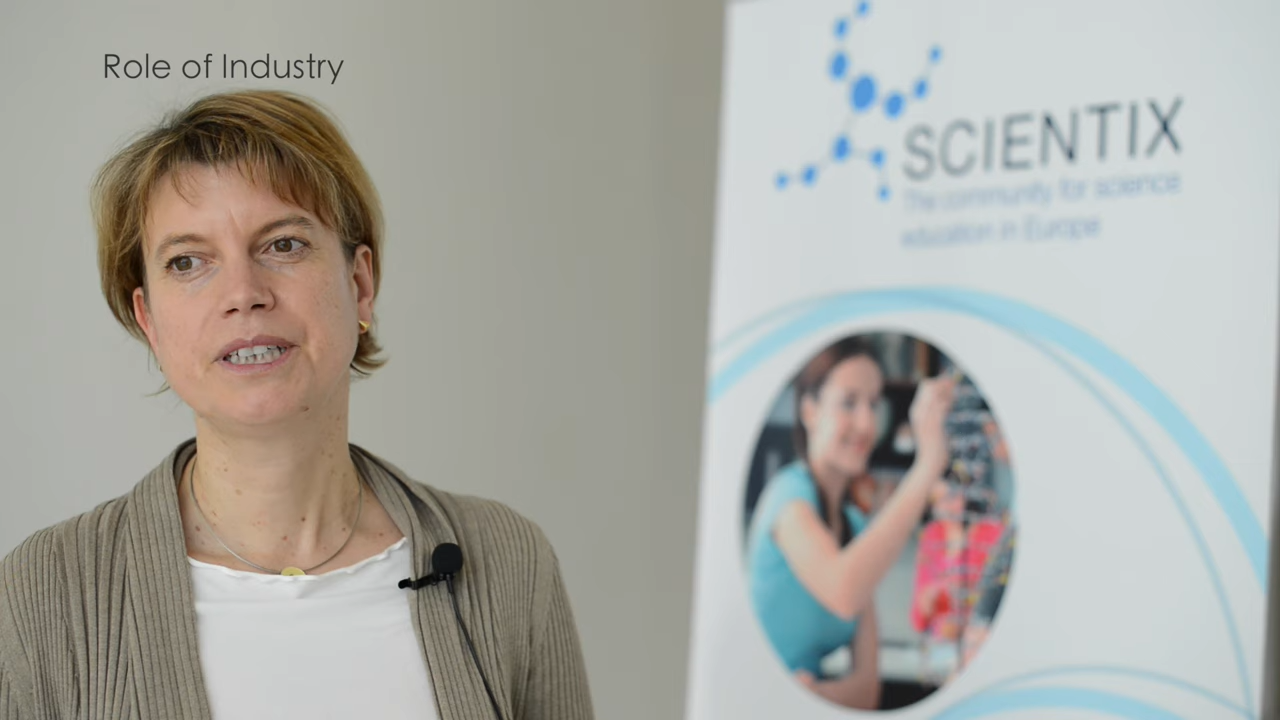 Role of Industry
SCIENTIX
The community for science
education in Europe